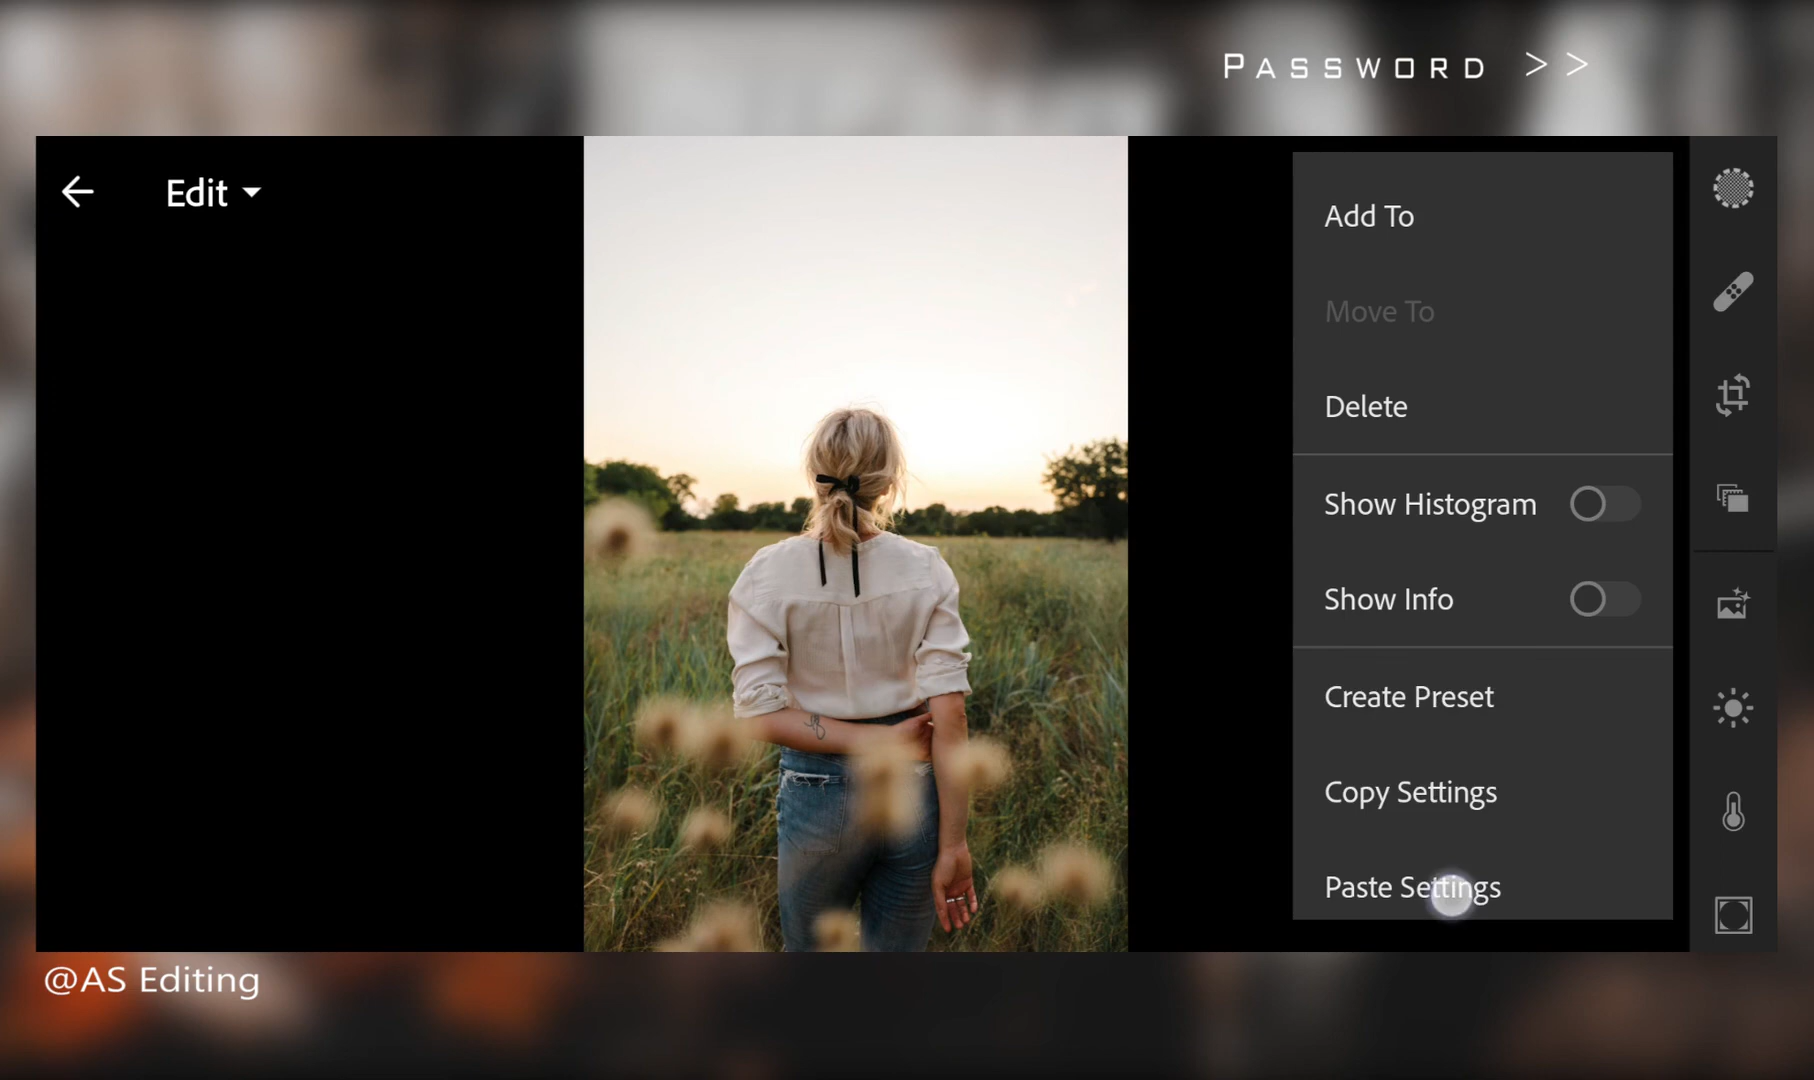 PASSWORD >>
Edit
Add To
Move To
Delete
Show Histogram
Show Info
Create Preset
Copy Settings
Paste Settings
@AS Editing